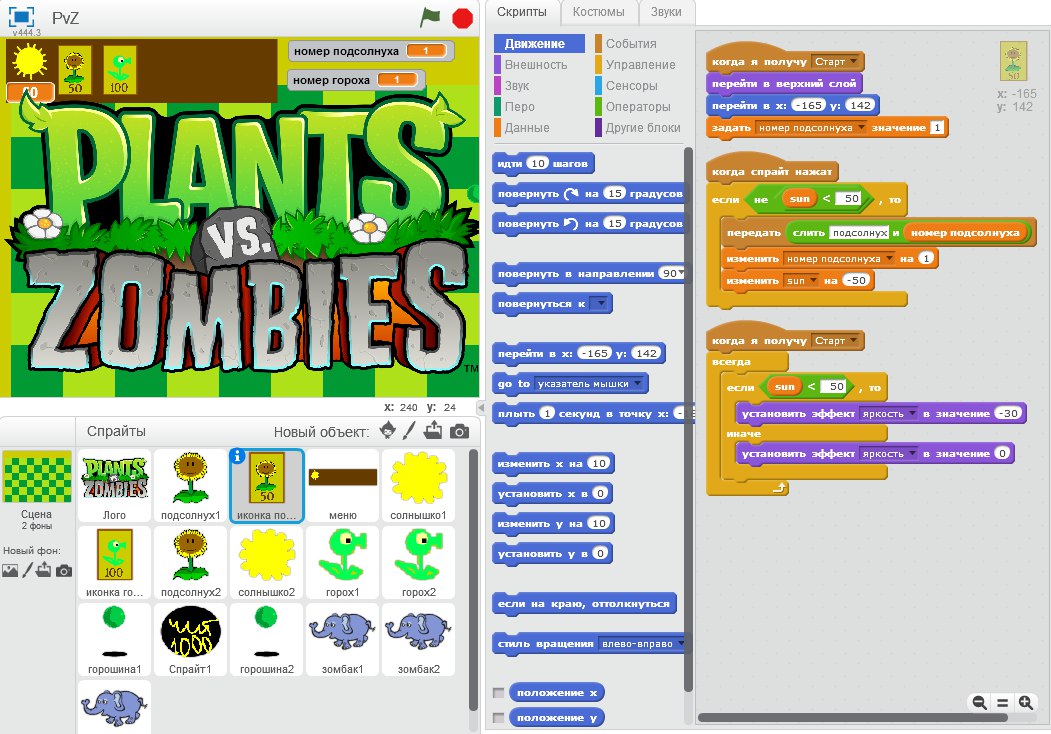 PvZ
v444.3
номер подсолнуха 1
номер гороха 1
50
100
PLANTS
VS.
ZOMBIES
TM
x: 240 y: 24
Спрайты
Новый объект:
Сцена
2 фоны
Новый фон:
Лого
подсолнух1
50
иконка по...
меню
солнышко1
100
иконка го...
подсолнух2
солнышко2
горох1
горох2
горошина1
чия
1000
Спрайт1
горошина2
зомбак1
зомбак2
Скрипты
Костюмы
Звуки
Движение
События
Внешность
Управление
Звук
Сенсоры
Перо
Операторы
Данные
Другие блоки
идти 10 шагов
повернуть на 15 градусов
повернуть на 15 градусов
повернуть в направлении 90
повернуться к
перейти в x: -165 y: 142
go to указатель мышки
плыть 1 секунд в точку x:
изменить x на 10
установить x в 0
изменить y на 10
установить y в 0
если на краю, оттолкнуться
стиль вращения влево-вправо
положение x
положение y
когда я получу Старт
перейти в верхний слой
перейти в x: -165 y: 142
задать номер подсолнуха значение 1
когда спрайт нажат
если не sun < 50 , то
передать слить подсолнух и номер подсолнуха
изменить номер подсолнуха на 1
изменить sun на -50
когда я получу Старт
всегда
если sun < 50 , то
установить эффект яркость в значение -30
иначе
установить эффект яркость в значение 0
50
x: -165
y: 142